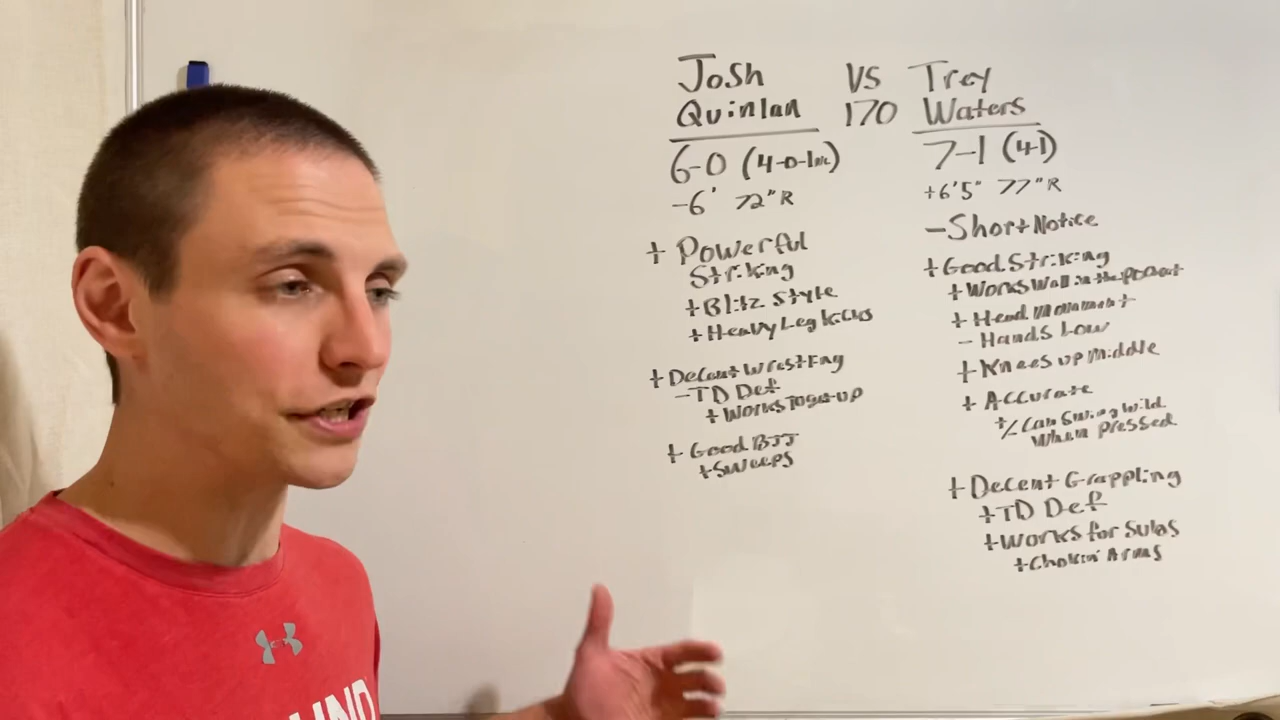 Josh VS Trey
Quinlan 170 Waters
6-0 (4-0-1nc)
-6' 72"R
+ Powerful
Striking
+Blitz Style
+Heavy Leg Kicks
+Decent Wrestling
-TD Def
+Works To Get up
+Good BJJ
+Sweeps
7-1 (4-1)
+6'5" 77"R
-Short Notice
+Good Striking
+Works Well in the pocket
+Head Movement
- Hands Low
+Knees up Middle
+ Accurate
+/- Can Swing Wild
When pressed
+Decent Grappling
+TD Def
+Works for Subs
+Chokin' Arms